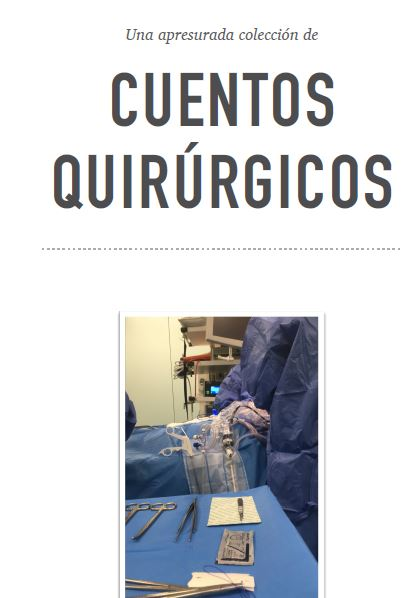 Una apresurada colección de
CUENTOS
QUIRÚRGICOS